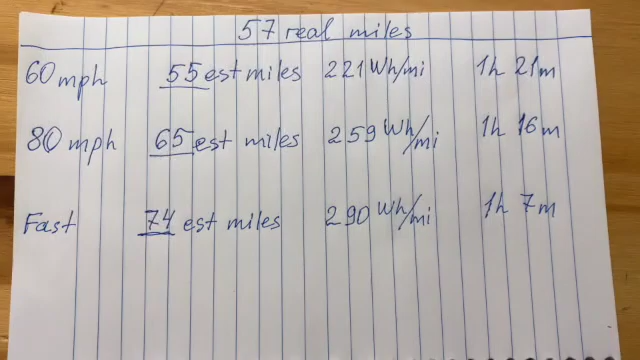 57 real miles
60 mph 55 est miles 221 Wh/mi 1h 21m
80 mph 65 est miles 259 Wh/mi 1h 16m
Fast 74 est miles 290 Wh/mi 1h 7m